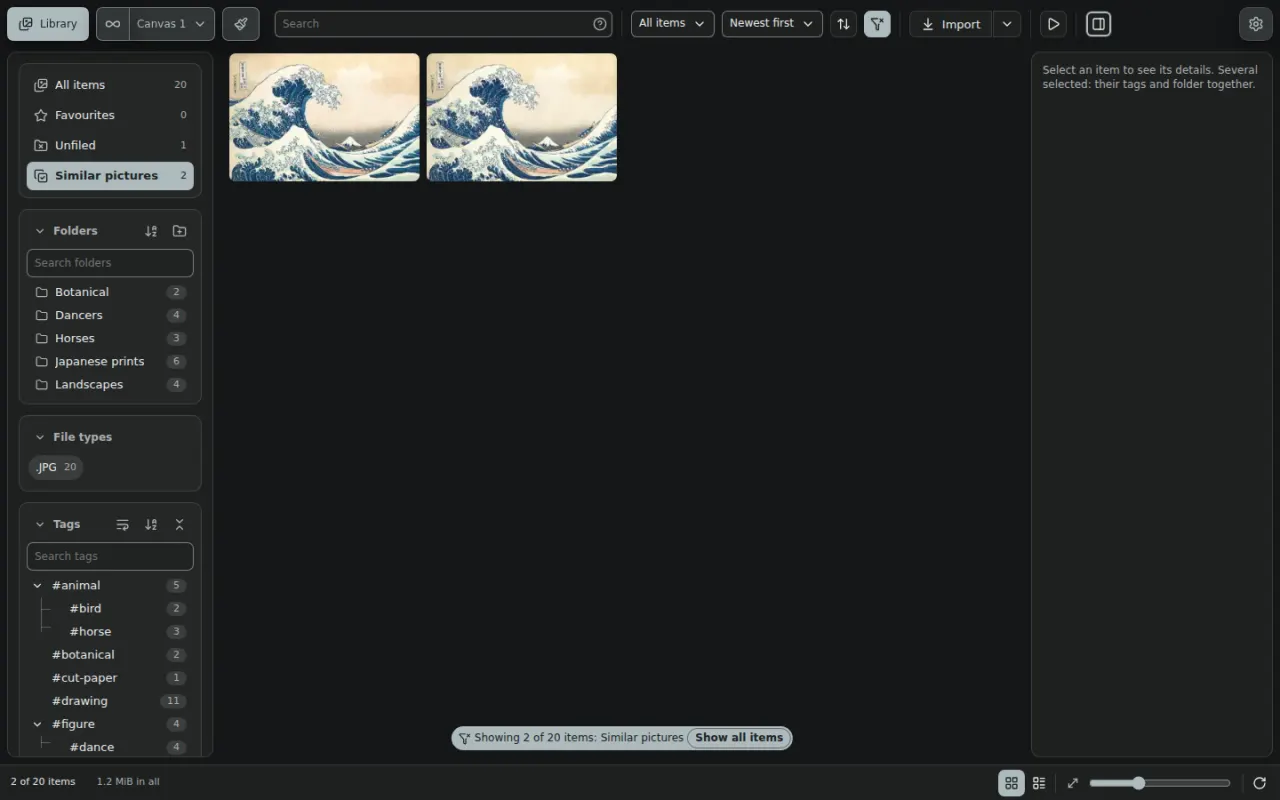 Library
Canvas 1
Search
All items
Newest first
Import
All items 20
Favourites 0
Unfiled 1
Similar pictures 2
Folders
Search folders
Botanical 2
Dancers 4
Horses 3
Japanese prints 6
Landscapes 4
File types
.JPG 20
Tags
Search tags
#animal 5
#bird 2
#horse 3
#botanical 2
#cut-paper 1
#drawing 11
#figure 4
#dance 4
Select an item to see its details. Several
selected: their tags and folder together.
Showing 2 of 20 items: Similar pictures Show all items
2 of 20 items 1.2 MiB in all